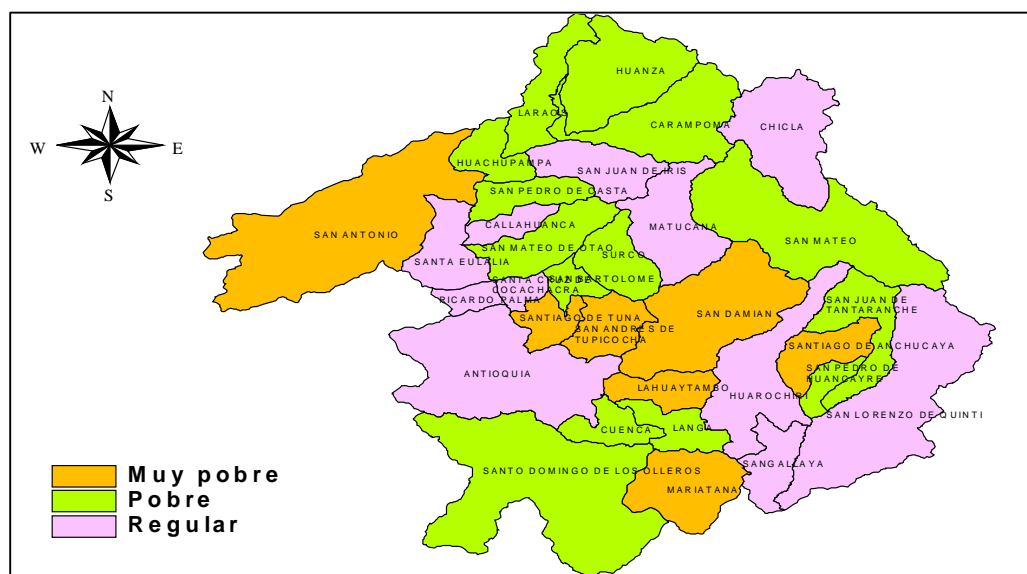 N
W
E
S
HUANZA
LARAOS
CARAMPOMA
CHICLA
HUACHUPAMPA
SAN JUAN DE IRIS
SAN PEDRO DE CASTA
CALLAHUANCA
MATUCANA
SAN ANTONIO
SAN MATEO DE OTAO
SURCO
SAN MATEO
SANTA EULALIA
SAN BARTOLOME
SANTA CRUZ DE
COCACHACRA
RICARDO PALMA
SAN JUAN DE
TANTARANCHE
SANTIAGO DE TUNA
SAN DAMIAN
SAN ANDRES DE
TUPICOCHA
SANTIAGO DE ANCHUCAYA
SAN PEDRO DE
HUANCAYRE
ANTIOQUIA
LAHUAYTAMBO
HUAROCHIRI
SAN LORENZO DE QUINTI
CUENCA
LANGA
SANTO DOMINGO DE LOS OLLEROS
SANGALLAYA
MARIATANA
Muy pobre
Pobre
Regular